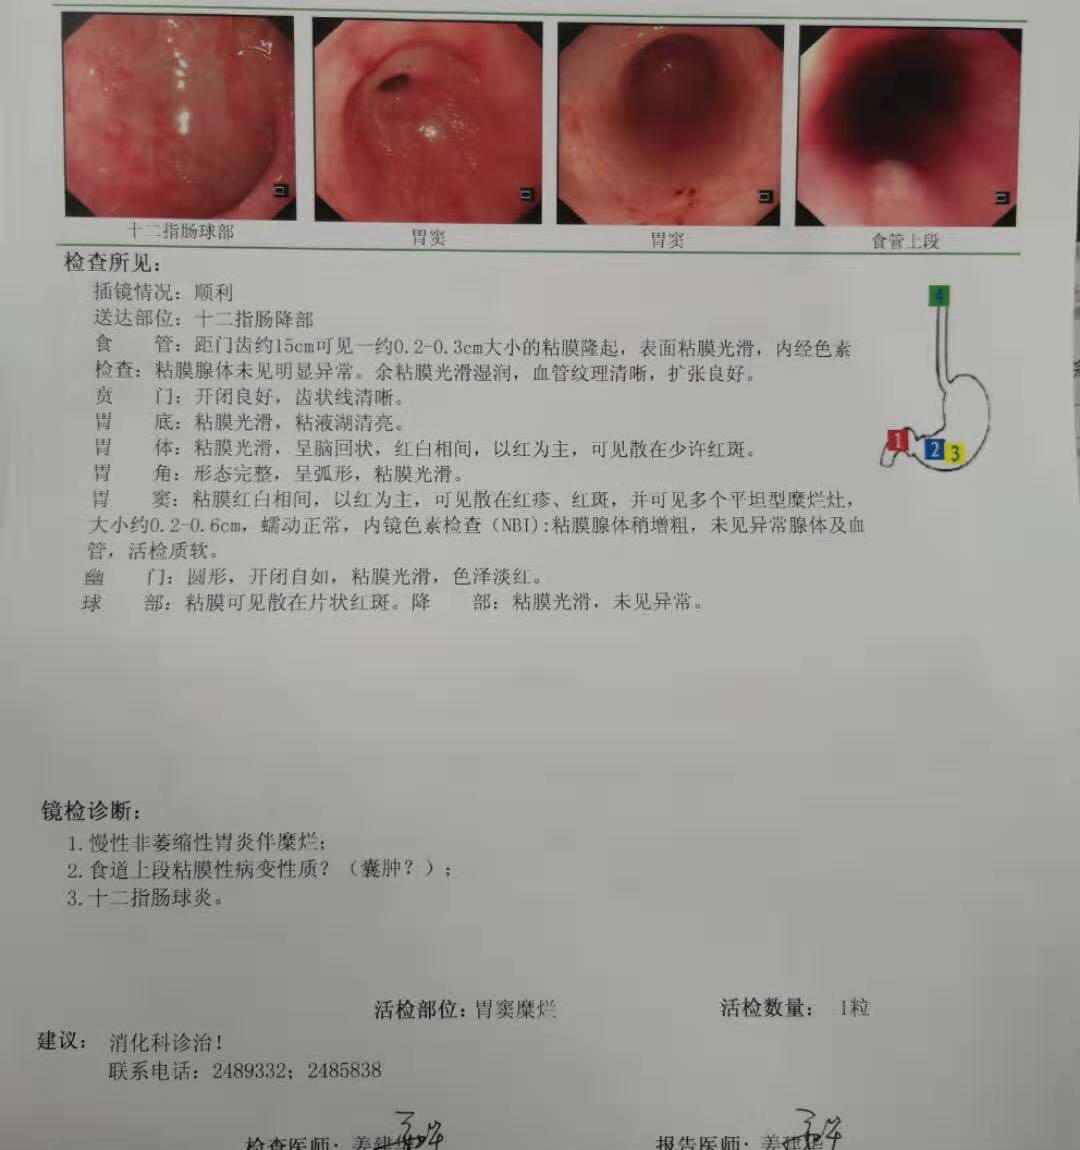 十二指肠球部
胃窦
胃窦
食管上段
检查所见：
插镜情况：顺利
送达部位：十二指肠降部
食 管：距门齿约15cm可见一约0.2-0.3cm大小的粘膜隆起，表面粘膜光滑，内经色素
检查：粘膜腺体未见明显异常。余粘膜光滑湿润，血管纹理清晰，扩张良好。
贲 门：开闭良好，齿状线清晰。
胃 底：粘膜光滑，粘液湖清亮。
胃 体：粘膜光滑，呈脑回状，红白相间，以红为主，可见散在少许红斑。
胃 角：形态完整，呈弧形，粘膜光滑。
胃 窦：粘膜红白相间，以红为主，可见散在红疹、红斑，并可见多个平坦型糜烂灶，
大小约0.2-0.6cm，蠕动正常，内镜色素检查（NBI）:粘膜腺体稍增粗，未见异常腺体及血
管，活检质软。
幽 门：圆形，开闭自如，粘膜光滑，色泽淡红。
球 部：粘膜可见散在片状红斑。降 部：粘膜光滑，未见异常。
4
1
2
3
镜检诊断：
1.慢性非萎缩性胃炎伴糜烂；
2.食道上段粘膜性病变性质？（囊肿？）；
3.十二指肠球炎。
活检部位：胃窦糜烂 活检数量： 1粒
建议： 消化科诊治！
联系电话：2489332；2485838
检查医师：姜建 报告医师：姜建